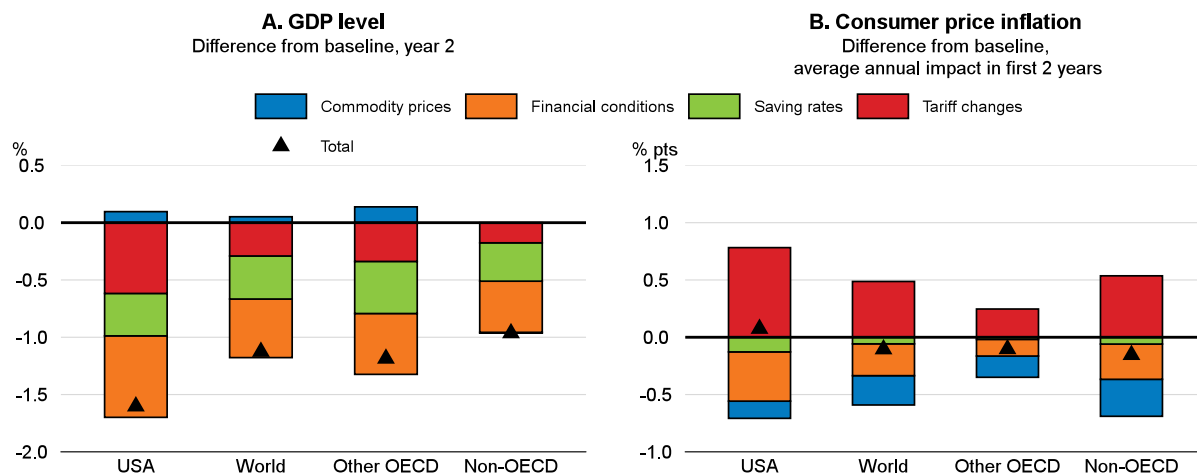 A. GDP level
Difference from baseline, year 2
B. Consumer price inflation
Difference from baseline,
average annual impact in first 2 years
Commodity prices
Financial conditions
Saving rates
Tariff changes
Total
%
0.5
0.0
-0.5
-1.0
-1.5
-2.0
USA
World
Other OECD
Non-OECD
% pts
1.5
1.0
0.5
0.0
-0.5
-1.0
USA
World
Other OECD
Non-OECD